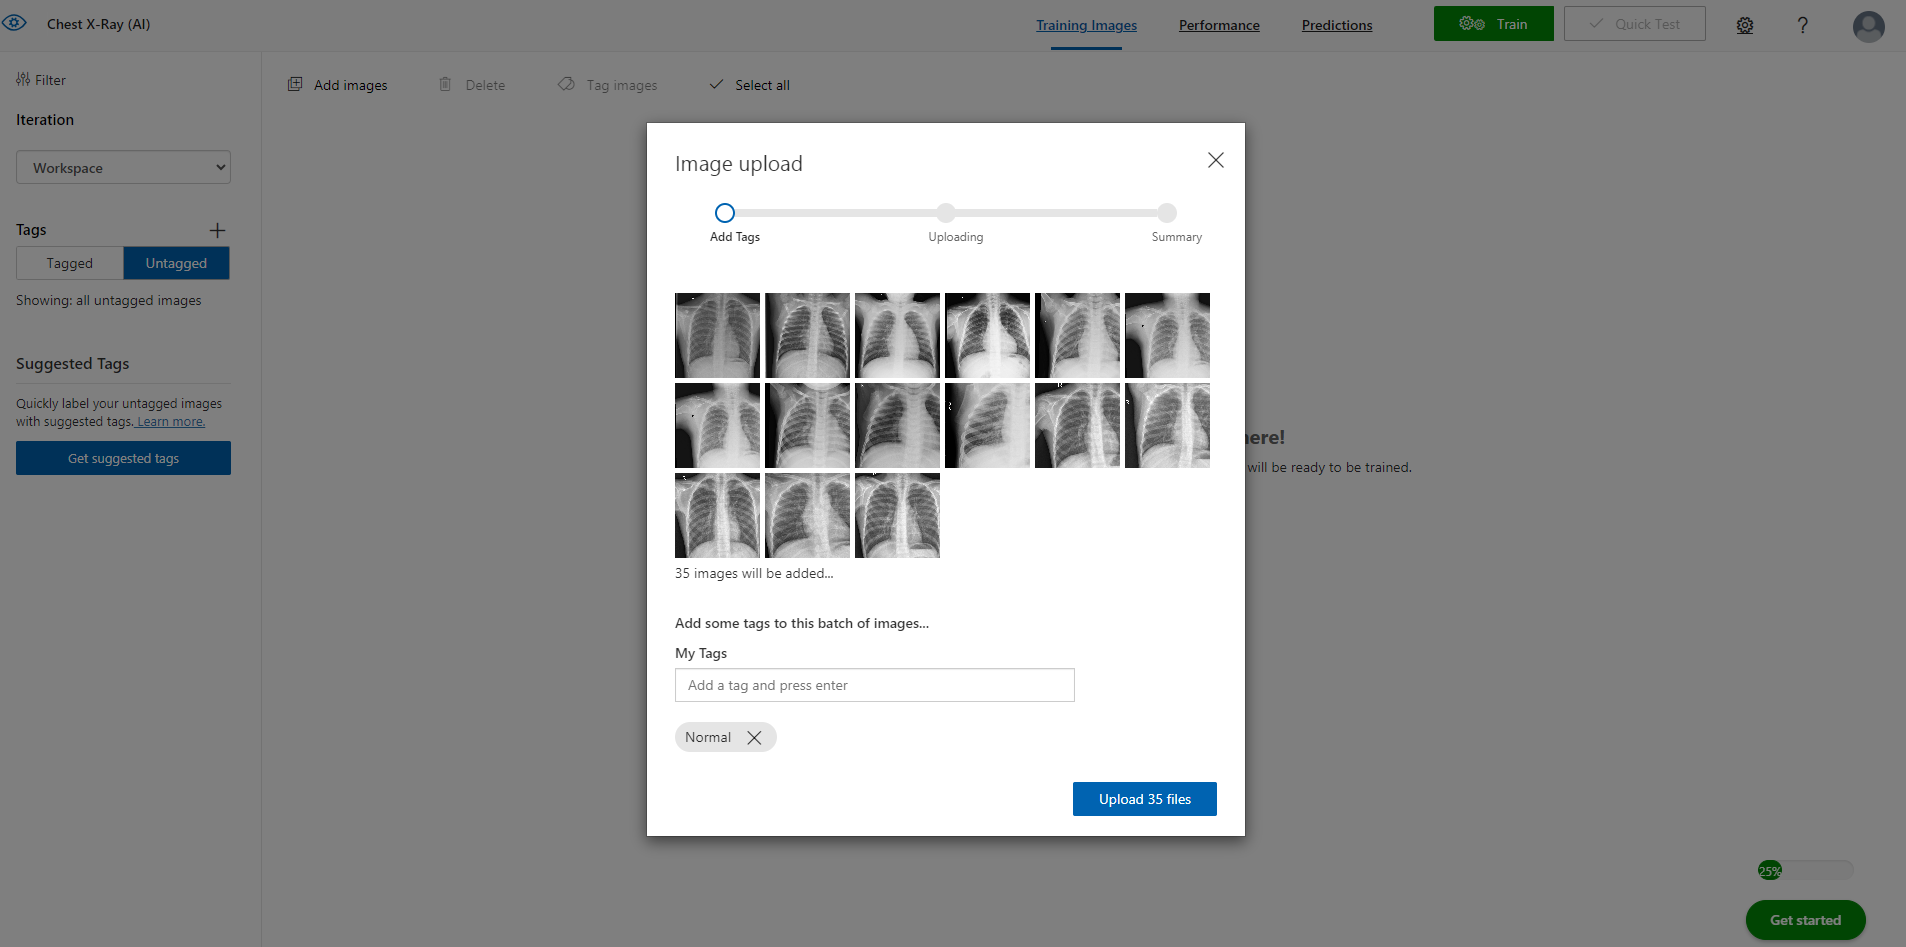 Chest X-Ray (AI)
Training Images
Performance
Predictions
Train
Quick Test
?
Filter
Iteration
Workspace
Tags
Tagged
Untagged
Showing: all untagged images
Suggested Tags
Quickly label your untagged images
with suggested tags. Learn more.
Get suggested tags
Add images
Delete
Tag images
Select all
Image upload
Add Tags
Uploading
Summary
35 images will be added...
Add some tags to this batch of images...
My Tags
Add a tag and press enter
Normal
Upload 35 files
here!
will be ready to be trained.
25%
Get started